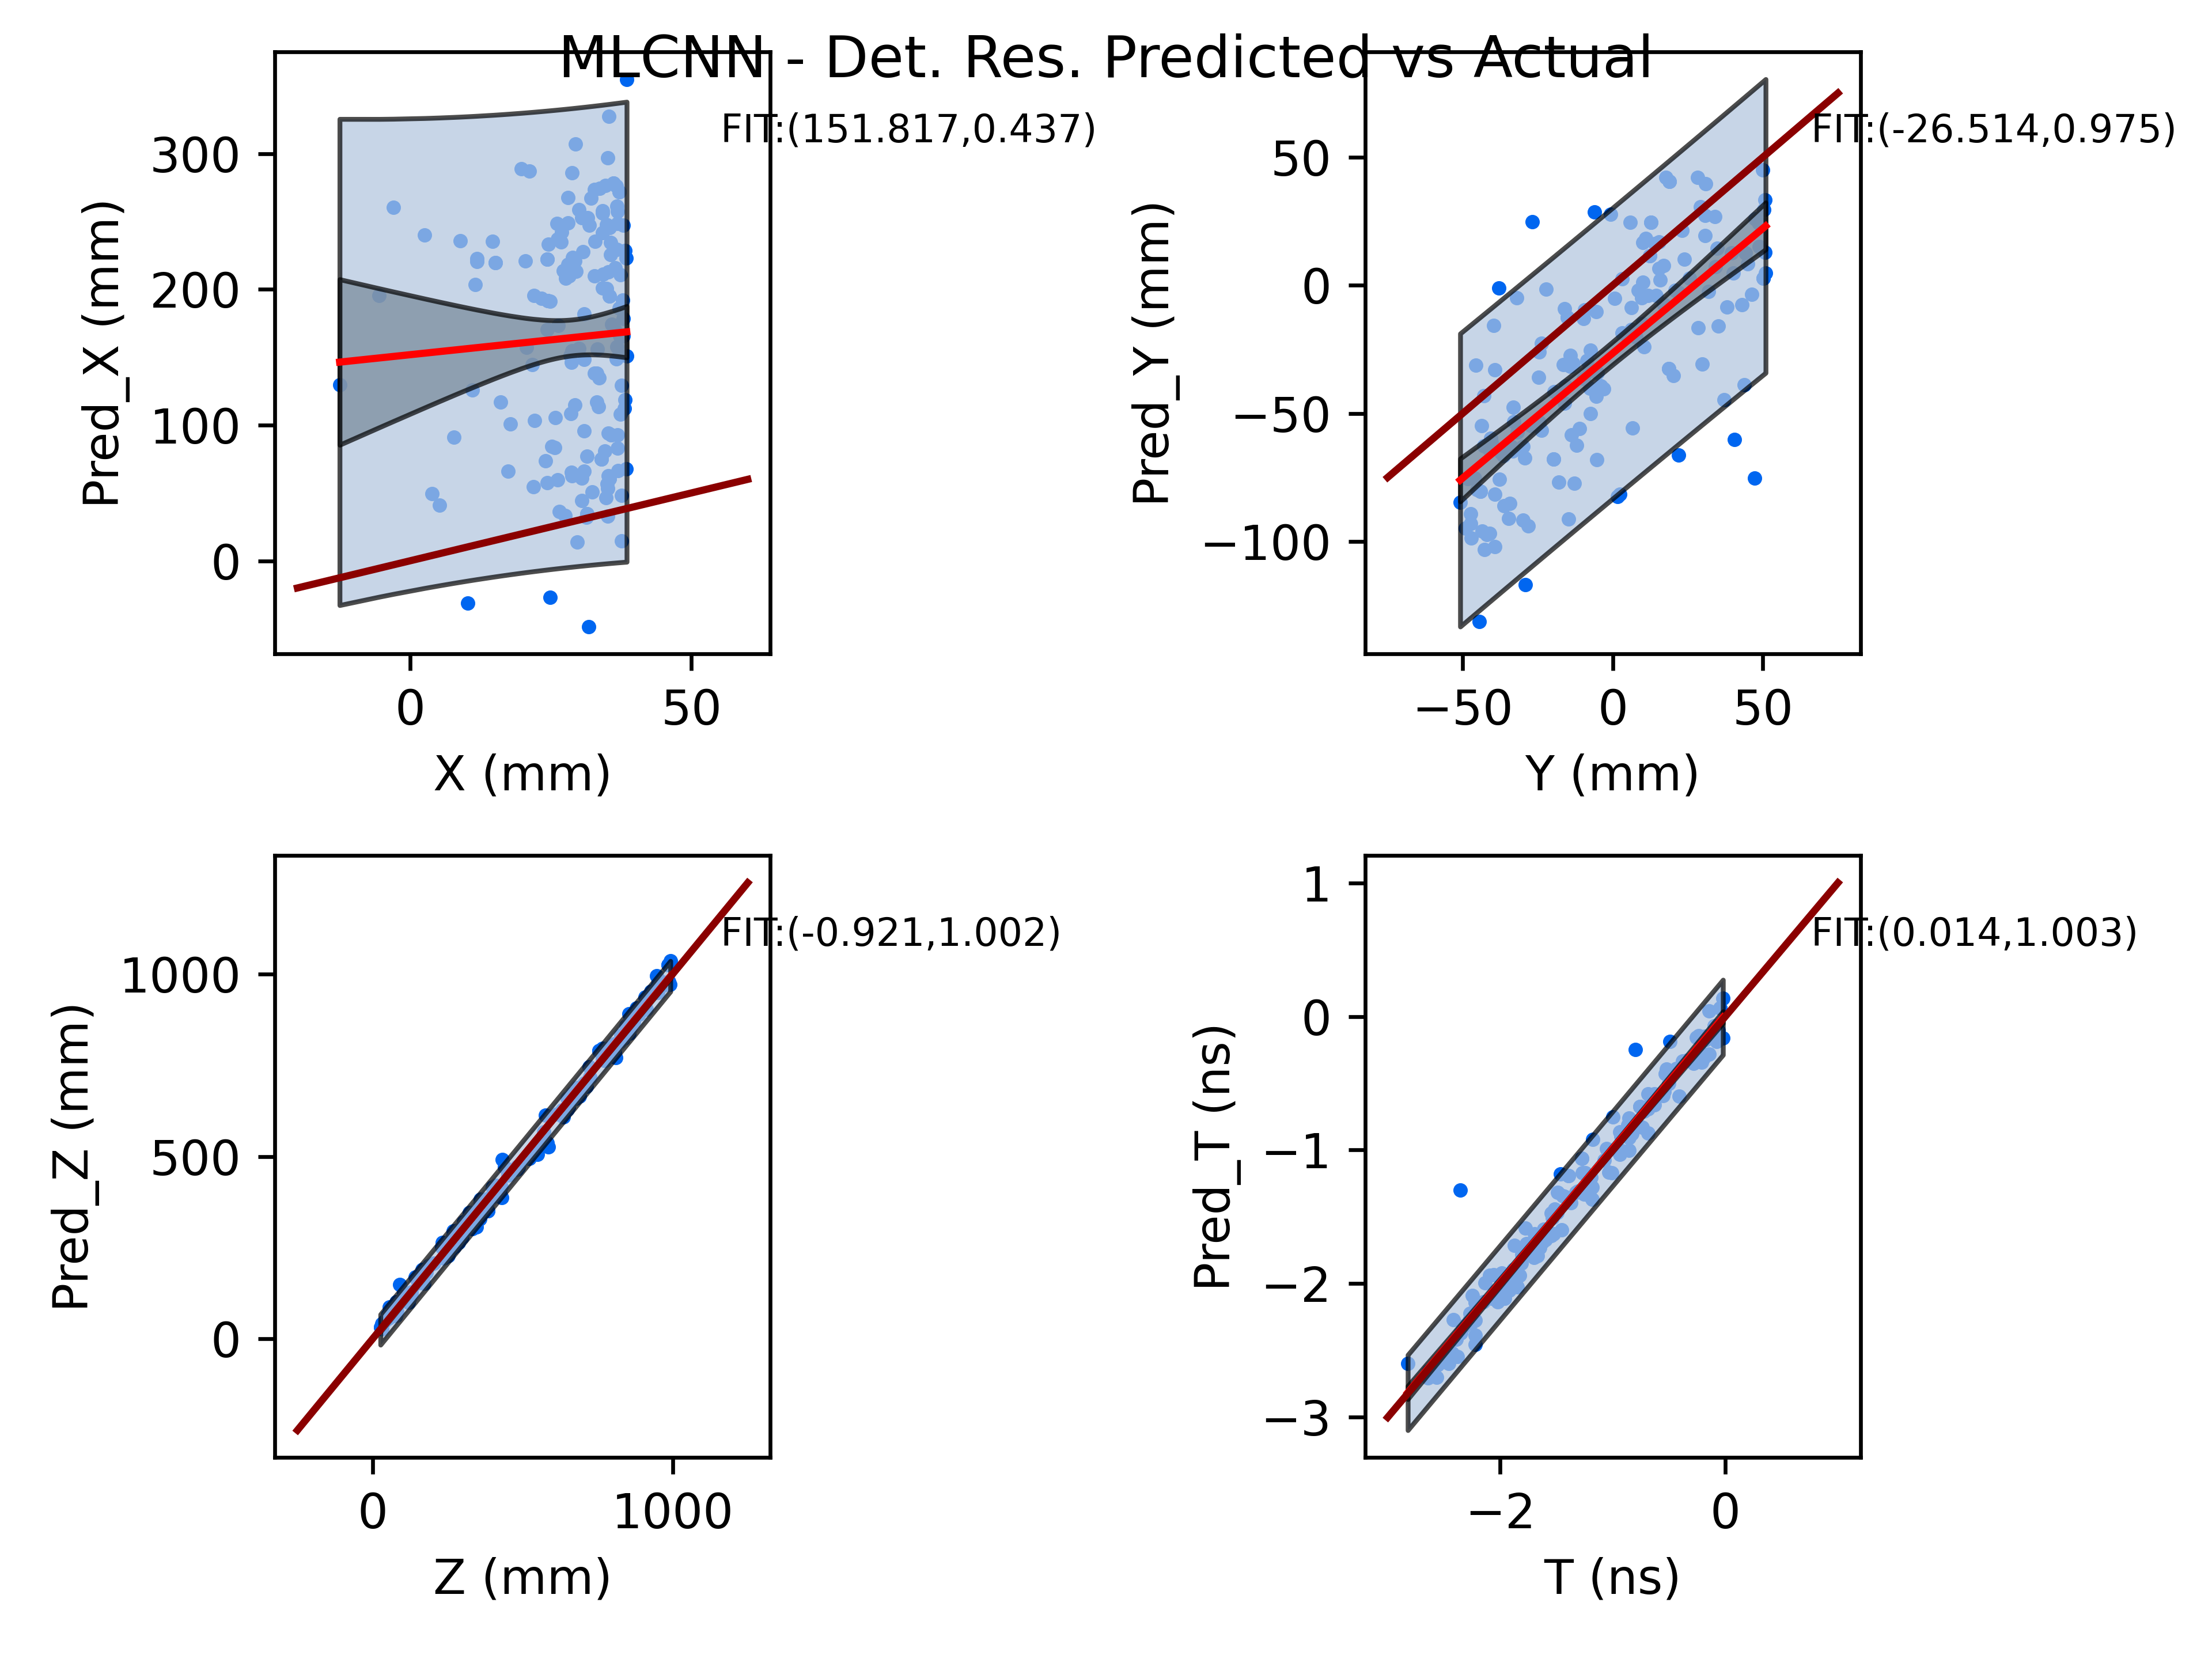 MLCNN - Det. Res. Predicted vs Actual
FIT:(151.817,0.437)
300
200
100
0
Pred_X (mm)
0 50
X (mm)
FIT:(-26.514,0.975)
50
0
−50
−100
Pred_Y (mm)
−50 0 50
Y (mm)
FIT:(-0.921,1.002)
1000
500
0
Pred_Z (mm)
0 1000
Z (mm)
FIT:(0.014,1.003)
1
0
−1
−2
−3
Pred_T (ns)
−2 0
T (ns)